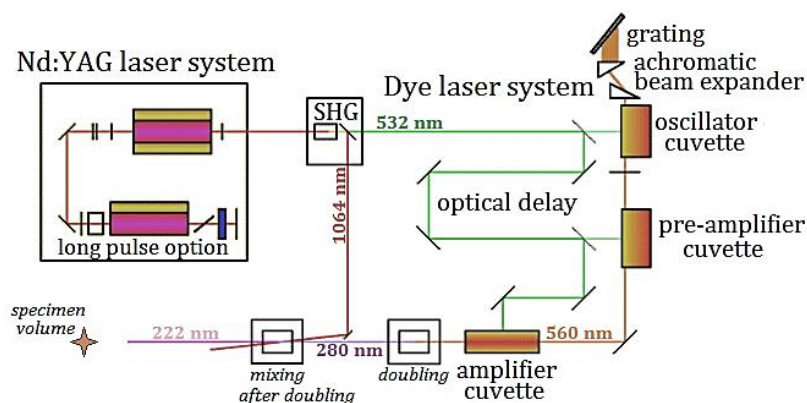 grating
achromatic
beam expander
Nd:YAG laser system
Dye laser system
SHG
532 nm
oscillator
cuvette
1064 nm
optical delay
pre-amplifier
cuvette
long pulse option
specimen
volume
222 nm
280 nm
560 nm
mixing
after doubling
doubling
amplifier
cuvette